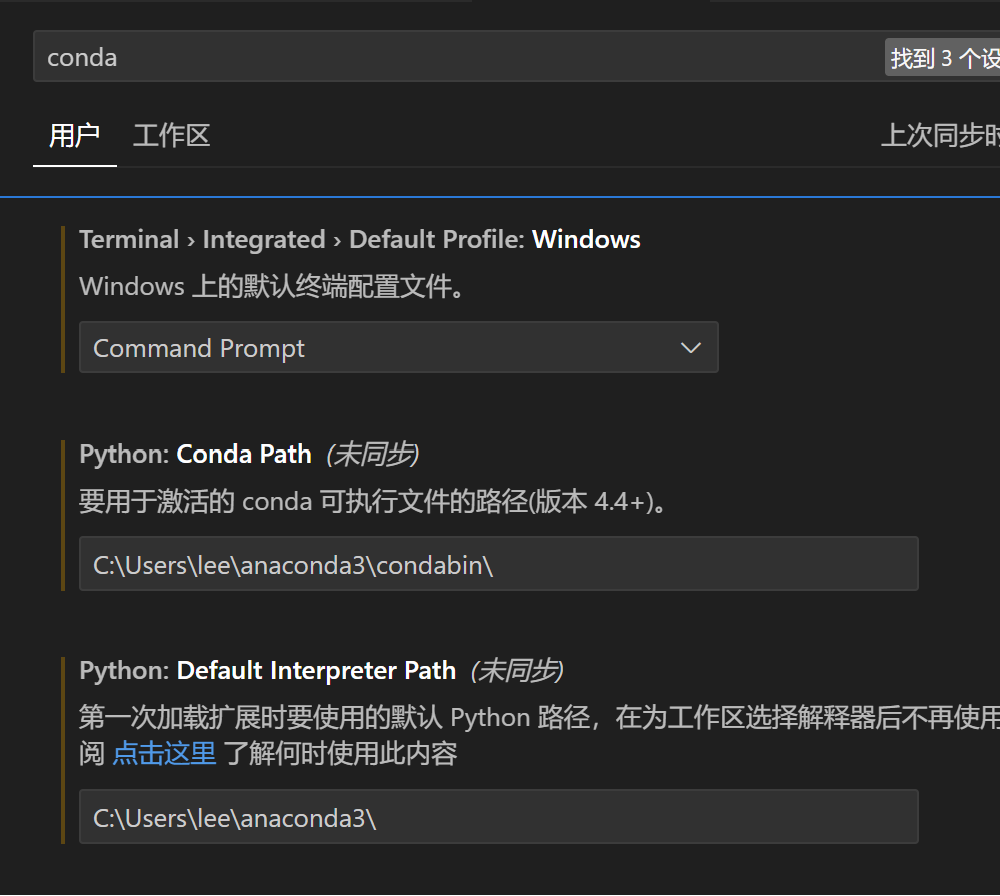 conda
找到 3 个设
用户 工作区
上次同步时
Terminal › Integrated › Default Profile: Windows
Windows 上的默认终端配置文件。
Command Prompt
Python: Conda Path (未同步)
要用于激活的 conda 可执行文件的路径(版本 4.4+)。
C:\Users\lee\anaconda3\condabin\
Python: Default Interpreter Path (未同步)
第一次加载扩展时要使用的默认 Python 路径，在为工作区选择解释器后不再使用
阅 点击这里 了解何时使用此内容
C:\Users\lee\anaconda3\